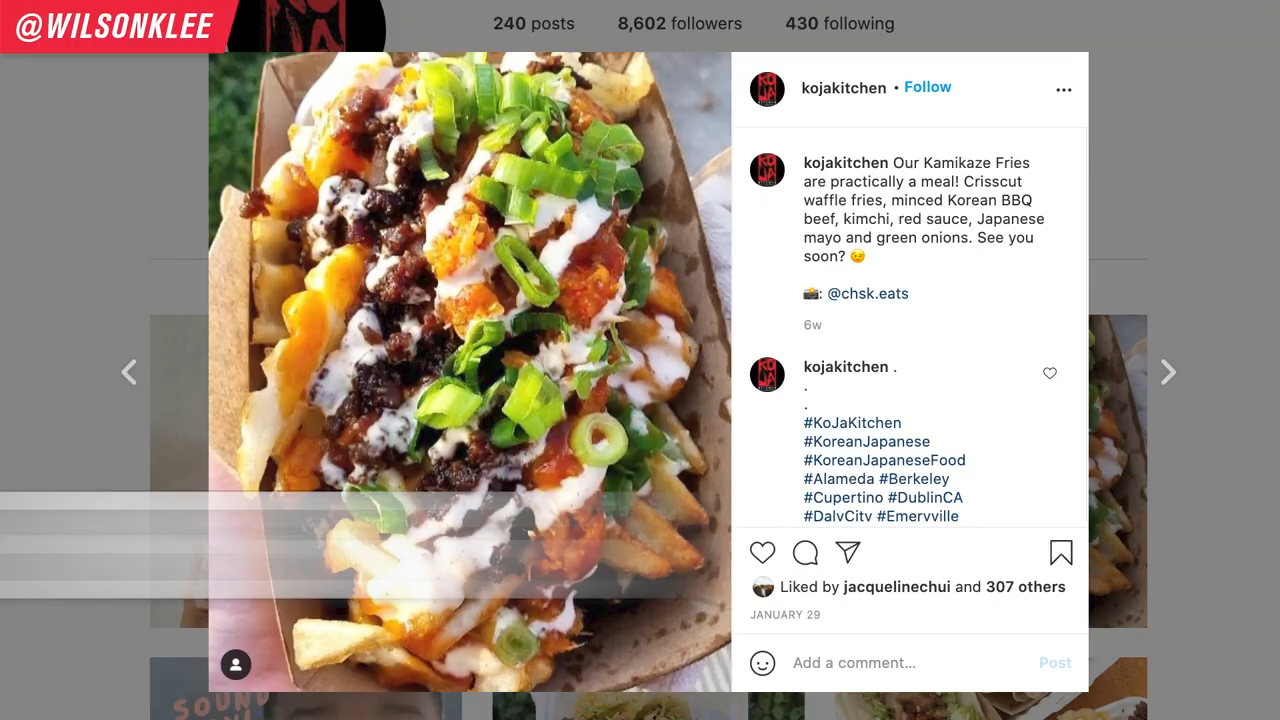 @WILSONKLEE
240 posts 8,602 followers 430 following
kojakitchen • Follow
kojakitchen Our Kamikaze Fries
are practically a meal! Crisscut
waffle fries, minced Korean BBQ
beef, kimchi, red sauce, Japanese
mayo and green onions. See you
soon? 😉
📸: @chsk.eats
6w
kojakitchen .
.
.
#KoJaKitchen
#KoreanJapanese
#KoreanJapaneseFood
#Alameda #Berkeley
#Cupertino #DublinCA
#DalyCity #Emeryville
Liked by jacquelinechui and 307 others
JANUARY 29
Add a comment... Post
SOUND